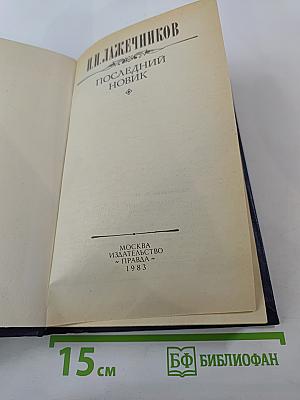 И.И. ЛАЖЕЧНИКОВ
ПОСЛЕДНИЙ
НОВИК
МОСКВА
ИЗДАТЕЛЬСТВО
~ ПРАВДА ~
1983
15 см
БФ БИБЛИОФАН